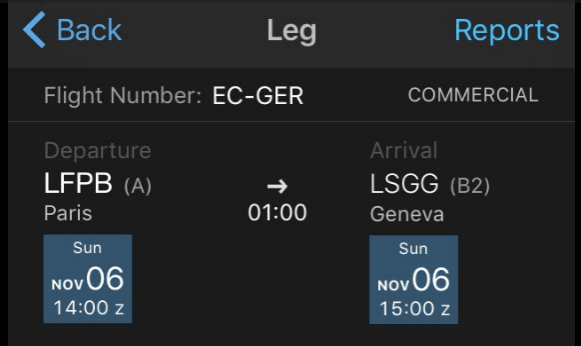 Back Leg Reports
Flight Number: EC-GER COMMERCIAL
Departure Arrival
LFPB (A) → LSGG (B2)
Paris 01:00 Geneva
Sun Sun
NOV 06 NOV 06
14:00 z 15:00 z